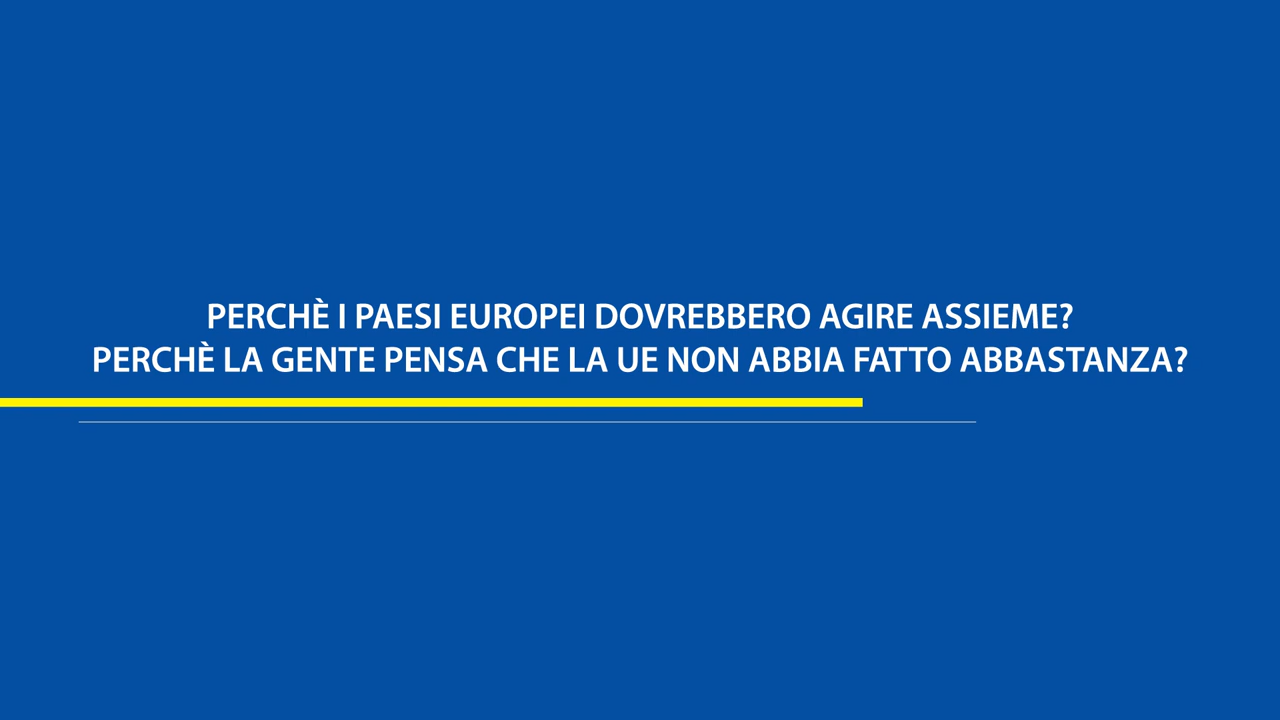 PERCHÈ I PAESI EUROPEI DOVREBBERO AGIRE ASSIEME?
PERCHÈ LA GENTE PENSA CHE LA UE NON ABBIA FATTO ABBASTANZA?